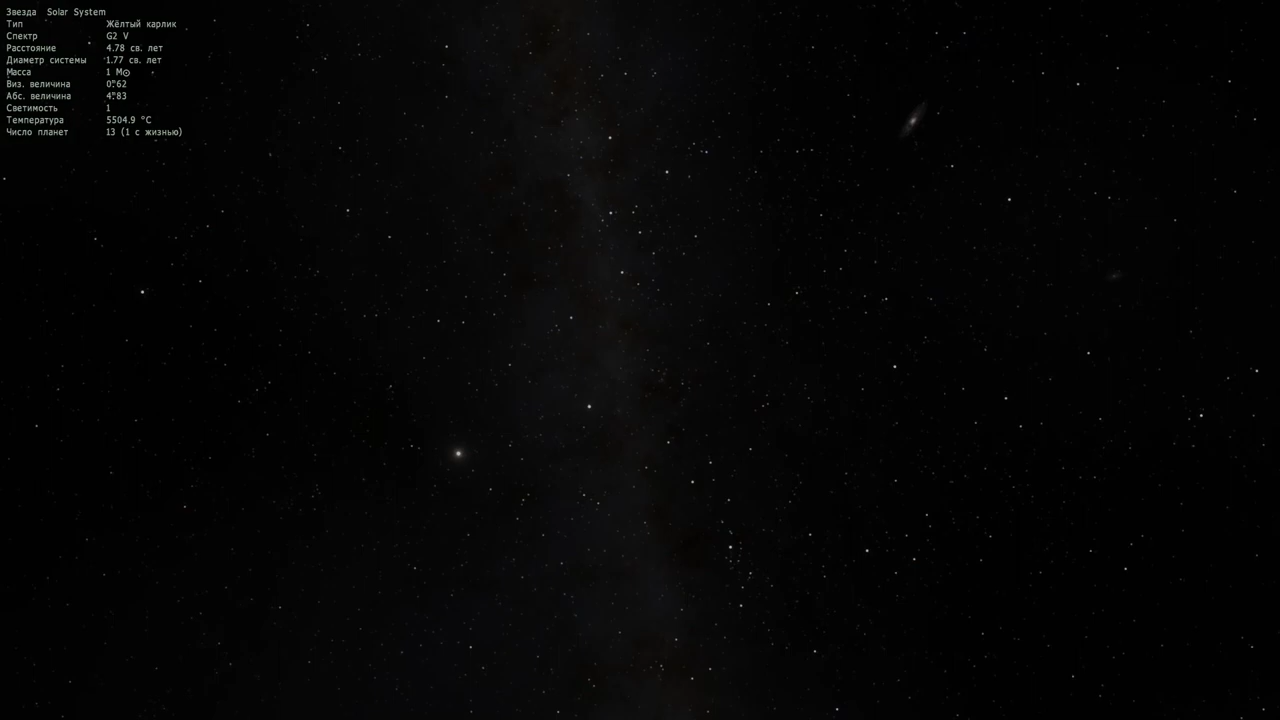 Звезда Solar System
Тип Жёлтый карлик
Спектр G2 V
Расстояние 4.78 св. лет
Диаметр системы 1.77 св. лет
Масса 1 M☉
Виз. величина 0ᵐ62
Абс. величина 4ᵐ83
Светимость 1
Температура 5504.9 °C
Число планет 13 (1 с жизнью)